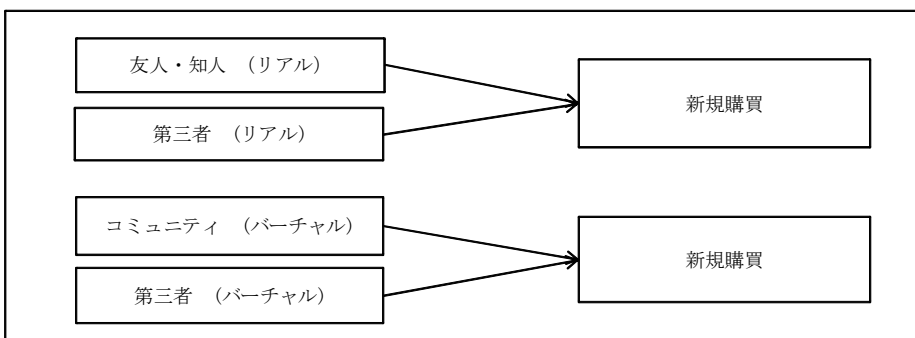 友人・知人 (リアル)
第三者 (リアル)
新規購買
コミュニティ (バーチャル)
第三者 (バーチャル)
新規購買